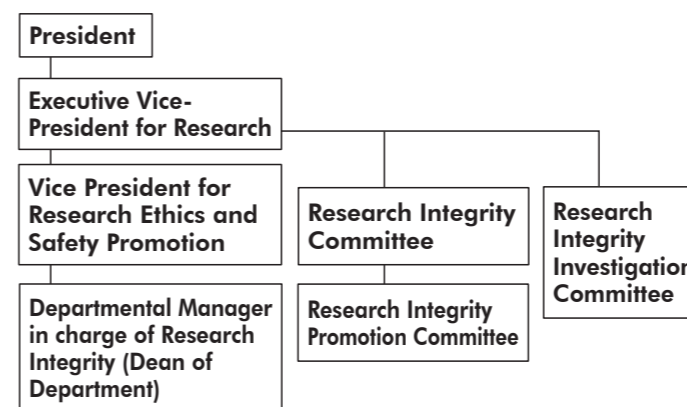 President
Executive Vice-
President for Research
Vice President for
Research Ethics and
Safety Promotion
Departmental Manager
in charge of Research
Integrity (Dean of
Department)
Research Integrity
Committee
Research Integrity
Promotion Committee
Research
Integrity
Investigation
Committee